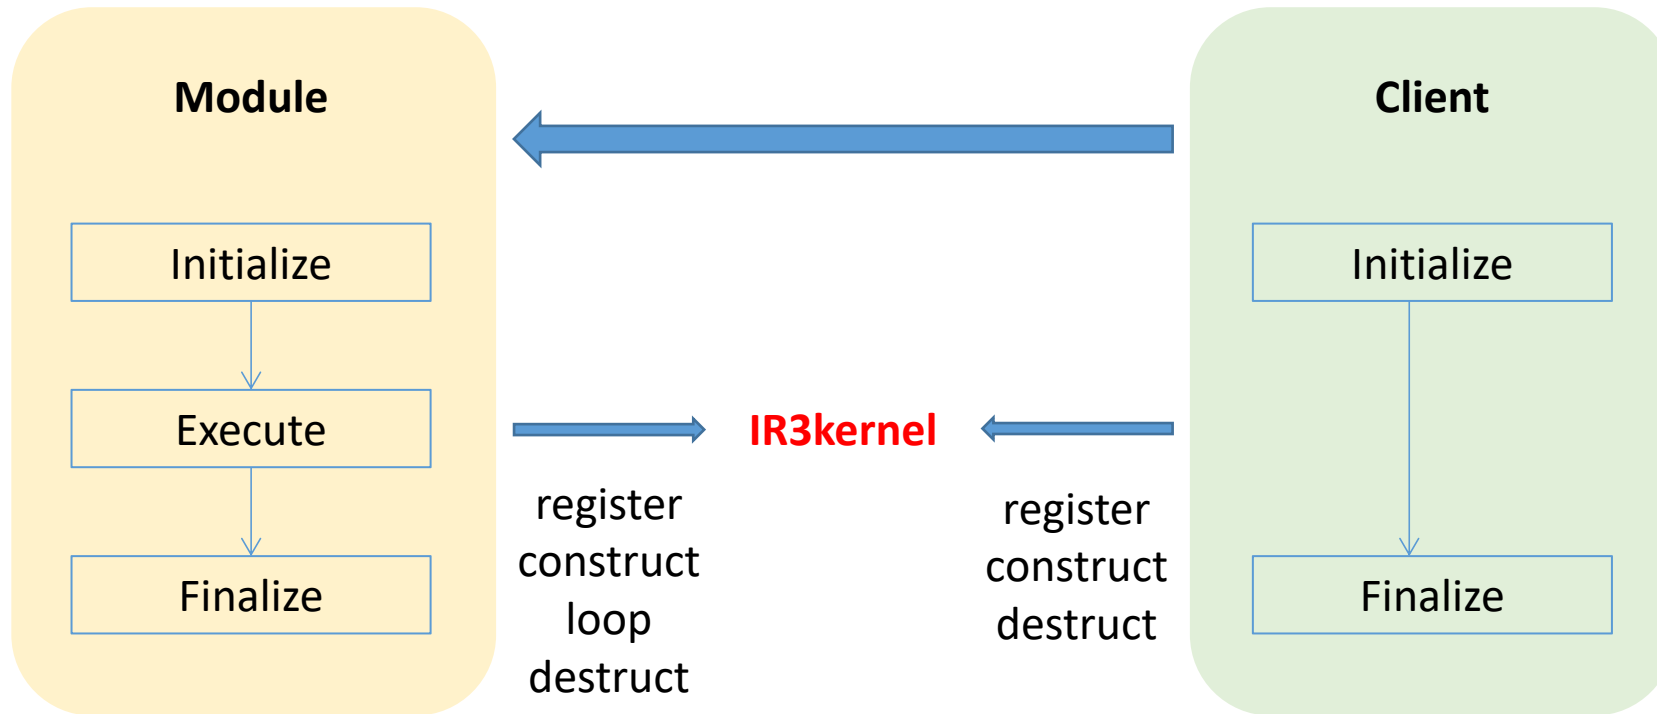 Module
Initialize
Execute
Finalize
IR3kernel
register
construct
loop
destruct
register
construct
destruct
Client
Initialize
Finalize